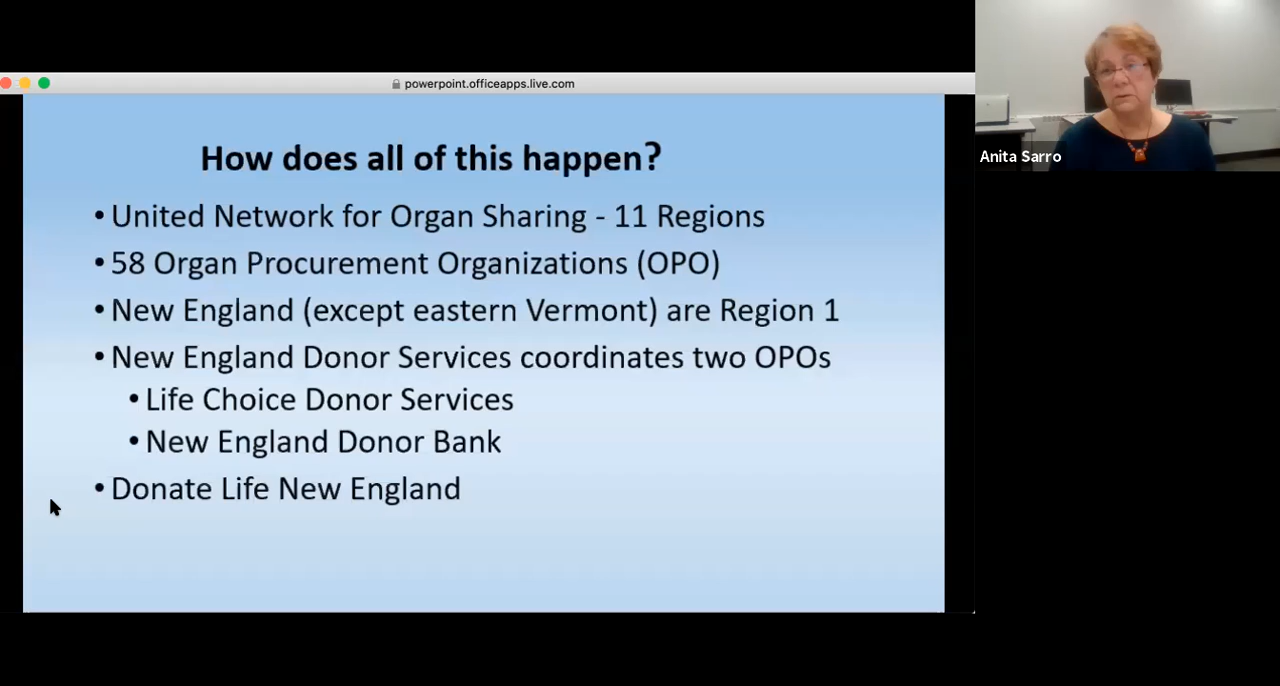 powerpoint.officeapps.live.com
How does all of this happen?
• United Network for Organ Sharing - 11 Regions
• 58 Organ Procurement Organizations (OPO)
• New England (except eastern Vermont) are Region 1
• New England Donor Services coordinates two OPOs
• Life Choice Donor Services
• New England Donor Bank
• Donate Life New England
Anita Sarro